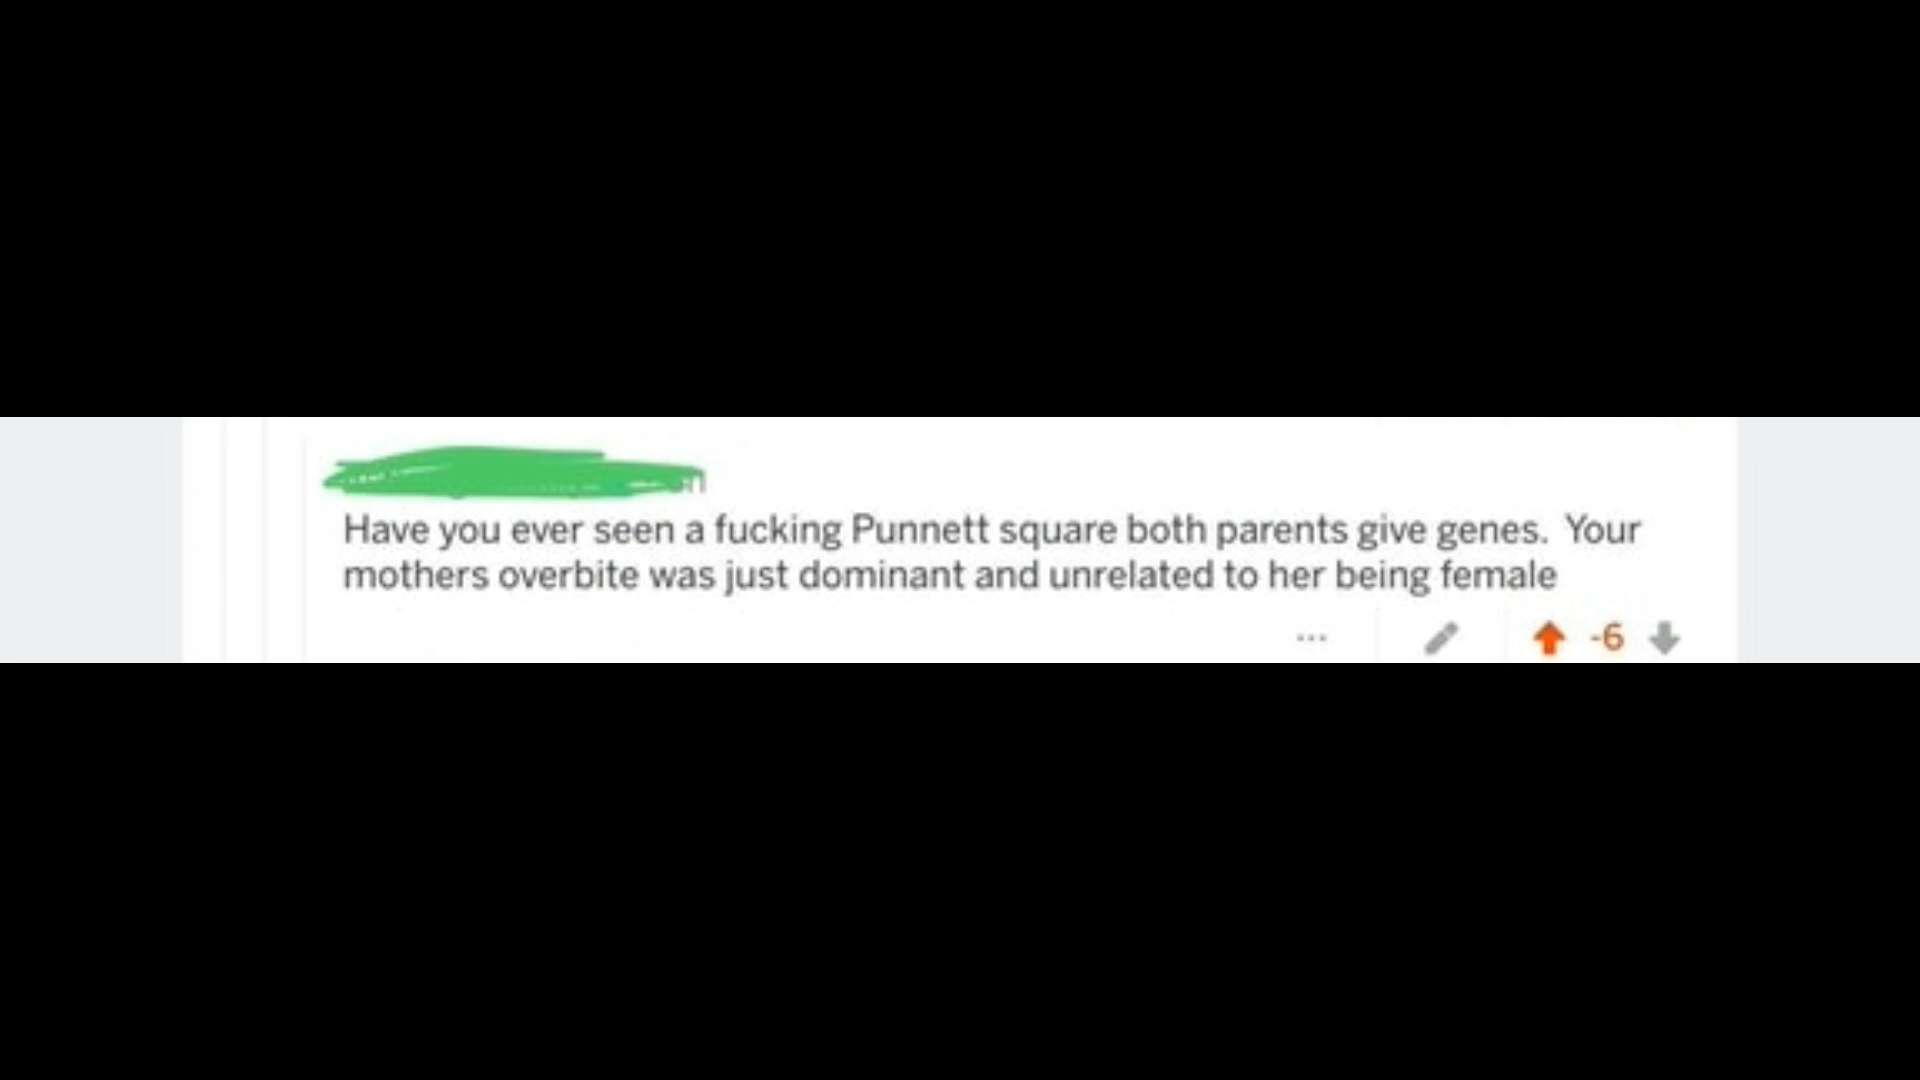 Have you ever seen a fucking Punnett square both parents give genes. Your
mothers overbite was just dominant and unrelated to her being female
... -6